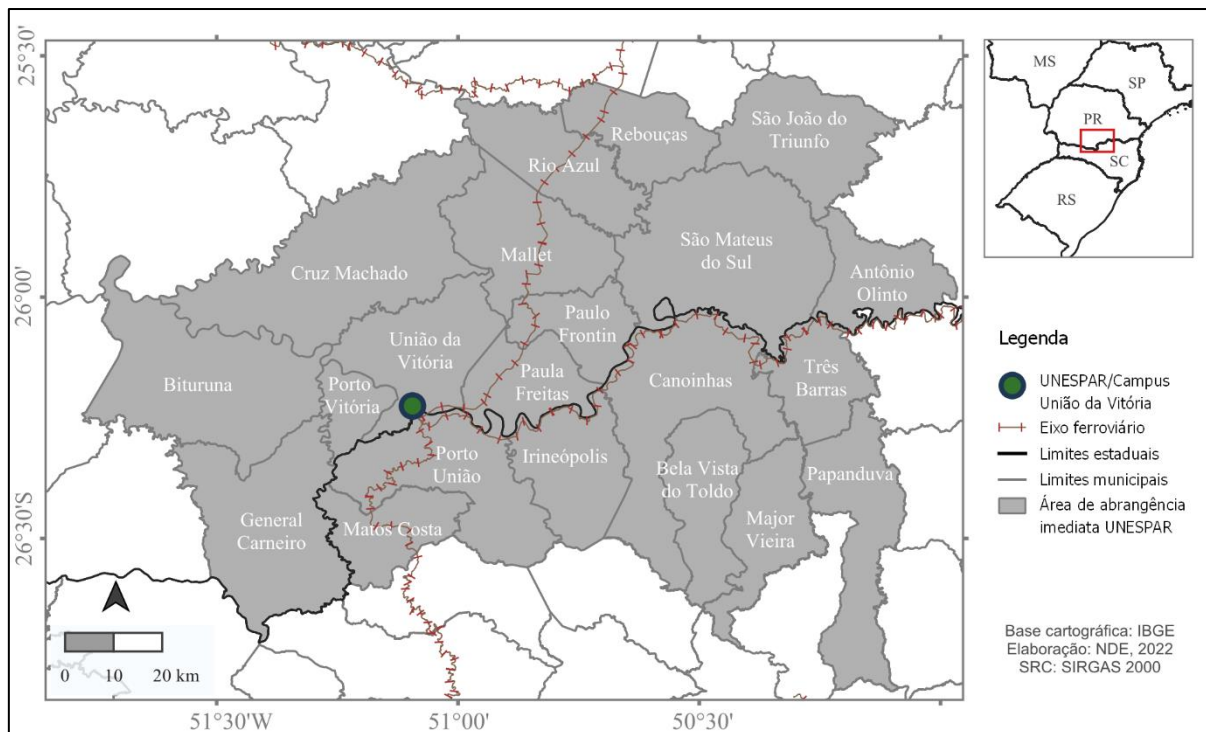 25°30'
26°00'
26°30'S
51°30'W
51°00'
50°30'
São João do
Triunfo
Rebouças
Rio Azul
São Mateus
do Sul
Mallet
Cruz Machado
Antônio
Olinto
Paulo
Frontin
União da
Vitória
Paula
Freitas
Canoinhas
Três
Barras
Bituruna
Porto
Vitória
Porto
União
Irineópolis
Bela Vista
do Toldo
Papanduva
Major
Vieira
General
Carneiro
Matos Costa
0
10
20 km
MS
SP
PR
SC
RS
Legenda
UNESPAR/Campus
União da Vitória
Eixo ferroviário
Limites estaduais
Limites municipais
Área de abrangência
imediata UNESPAR
Base cartográfica: IBGE
Elaboração: NDE, 2022
SRC: SIRGAS 2000